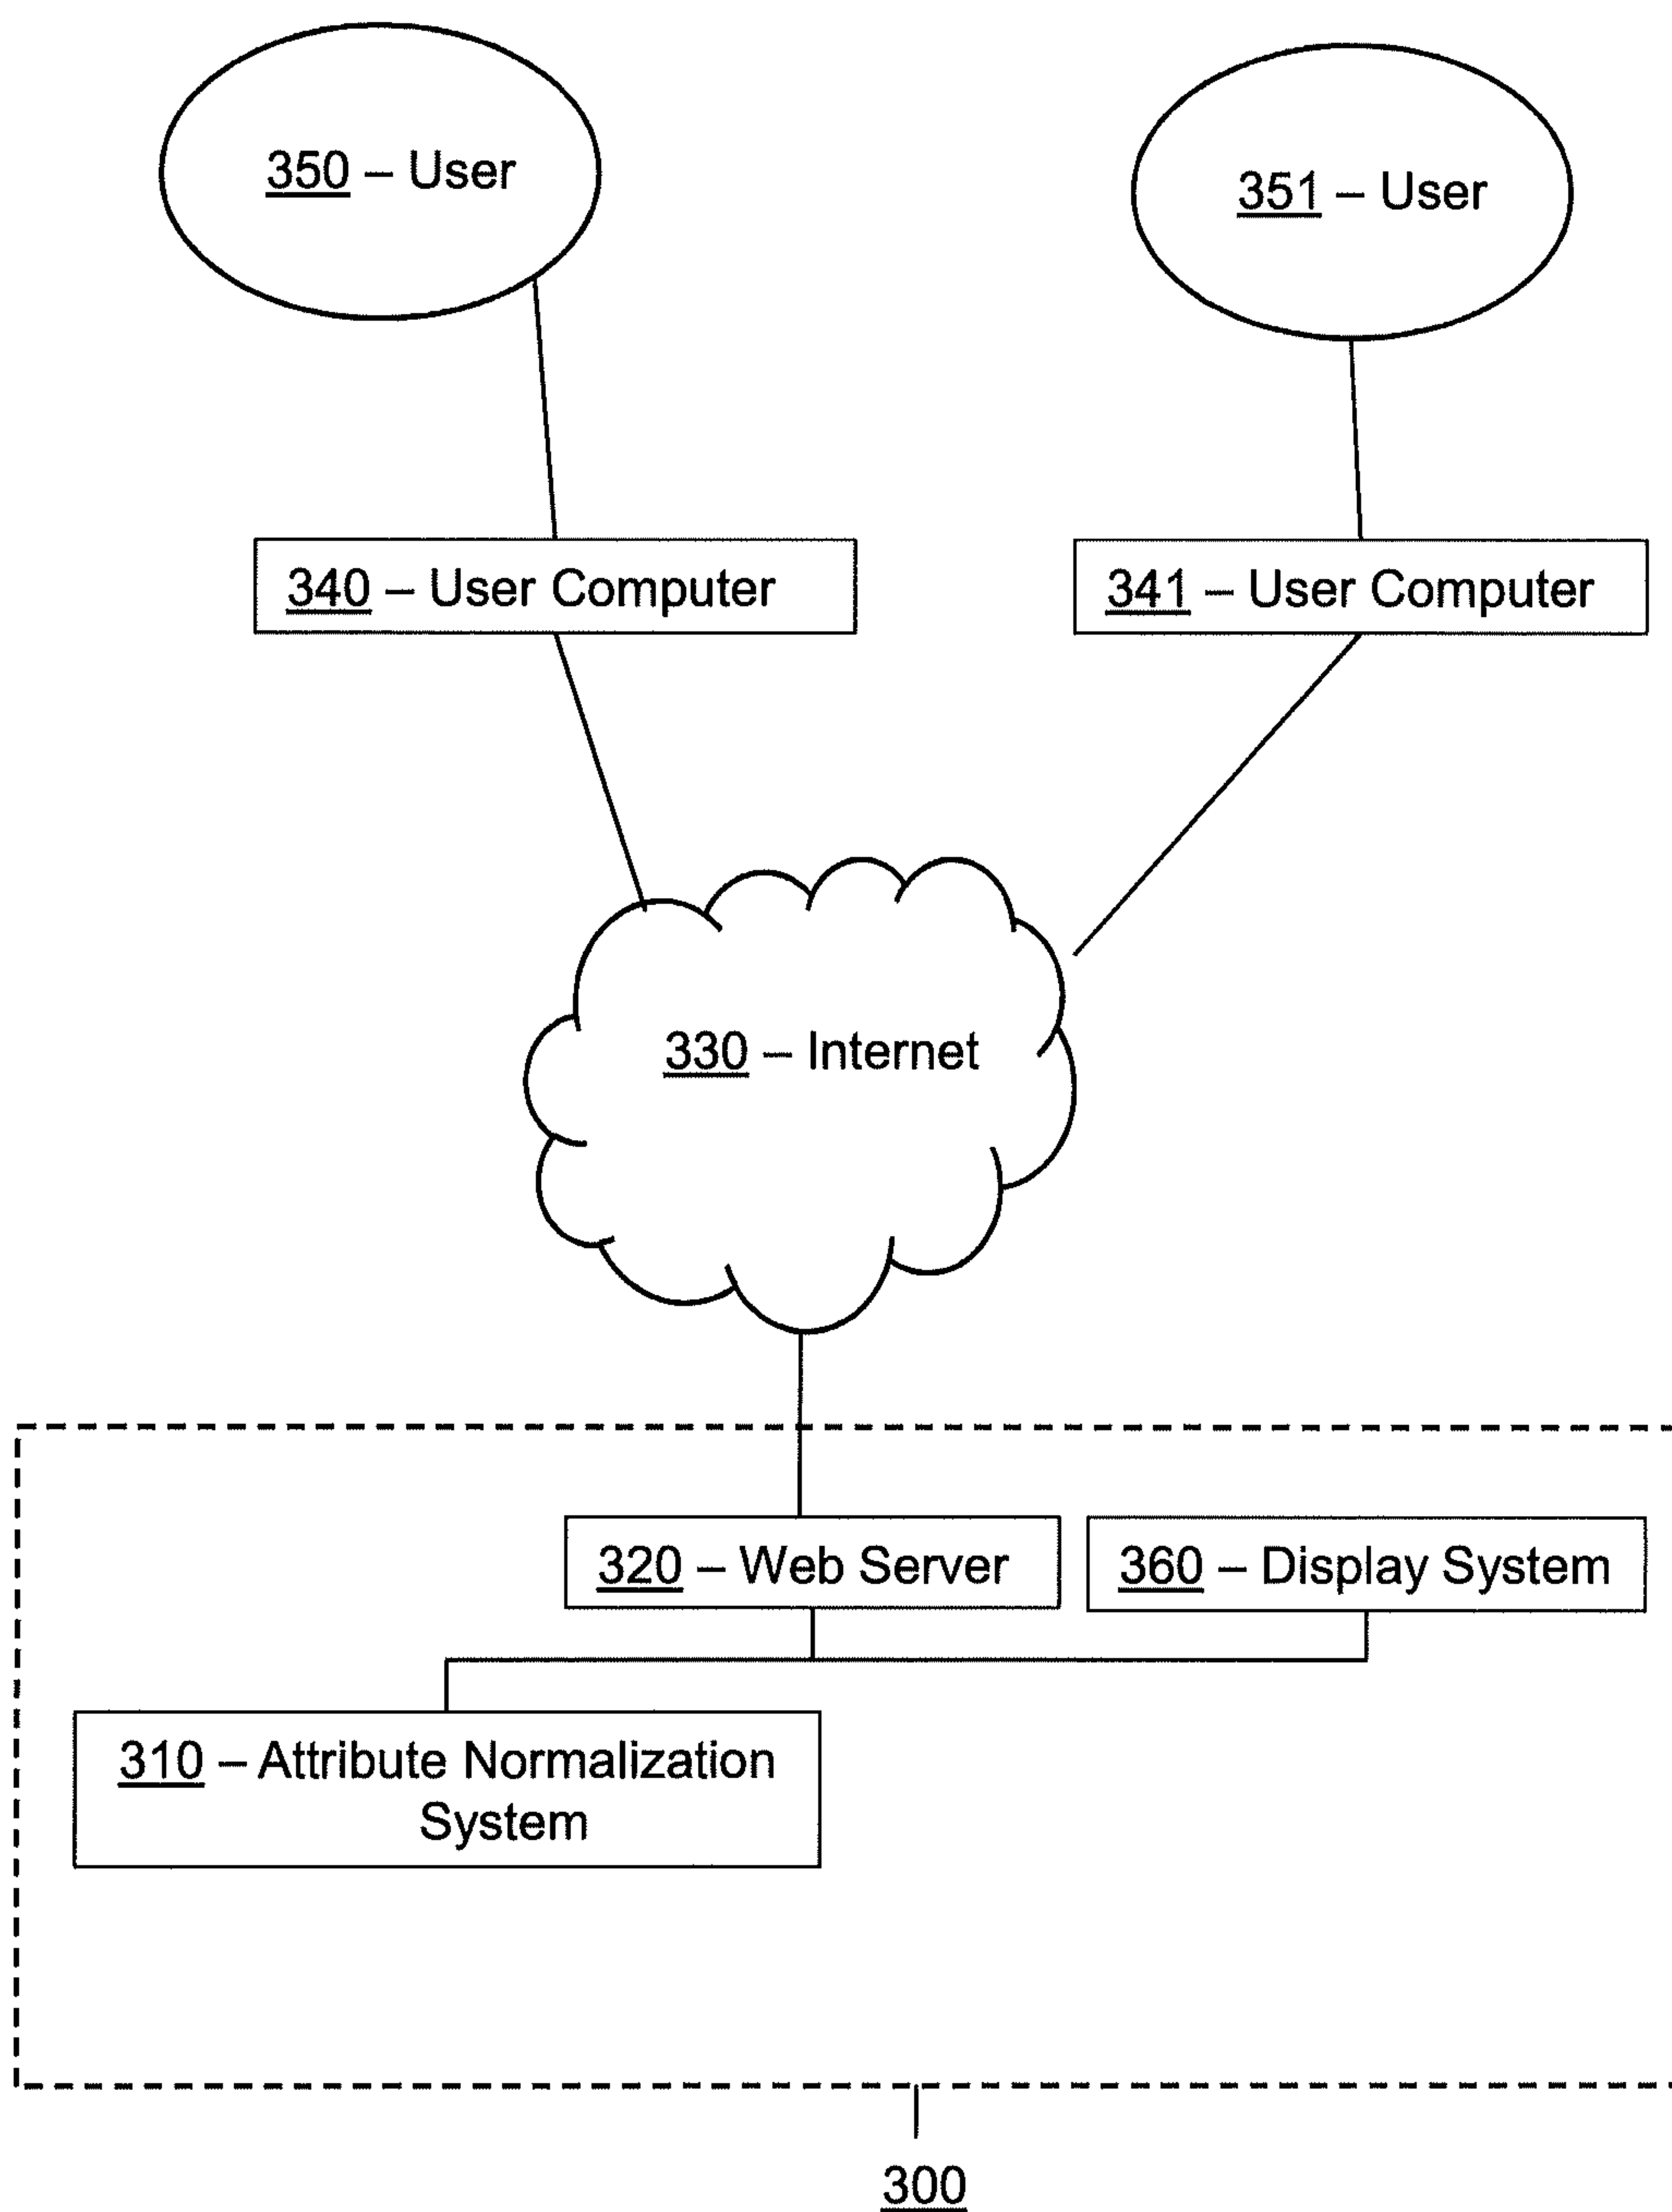 350 – User
351 – User
340 – User Computer
341 – User Computer
330 – Internet
320 – Web Server
360 – Display System
310 – Attribute Normalization
System
300